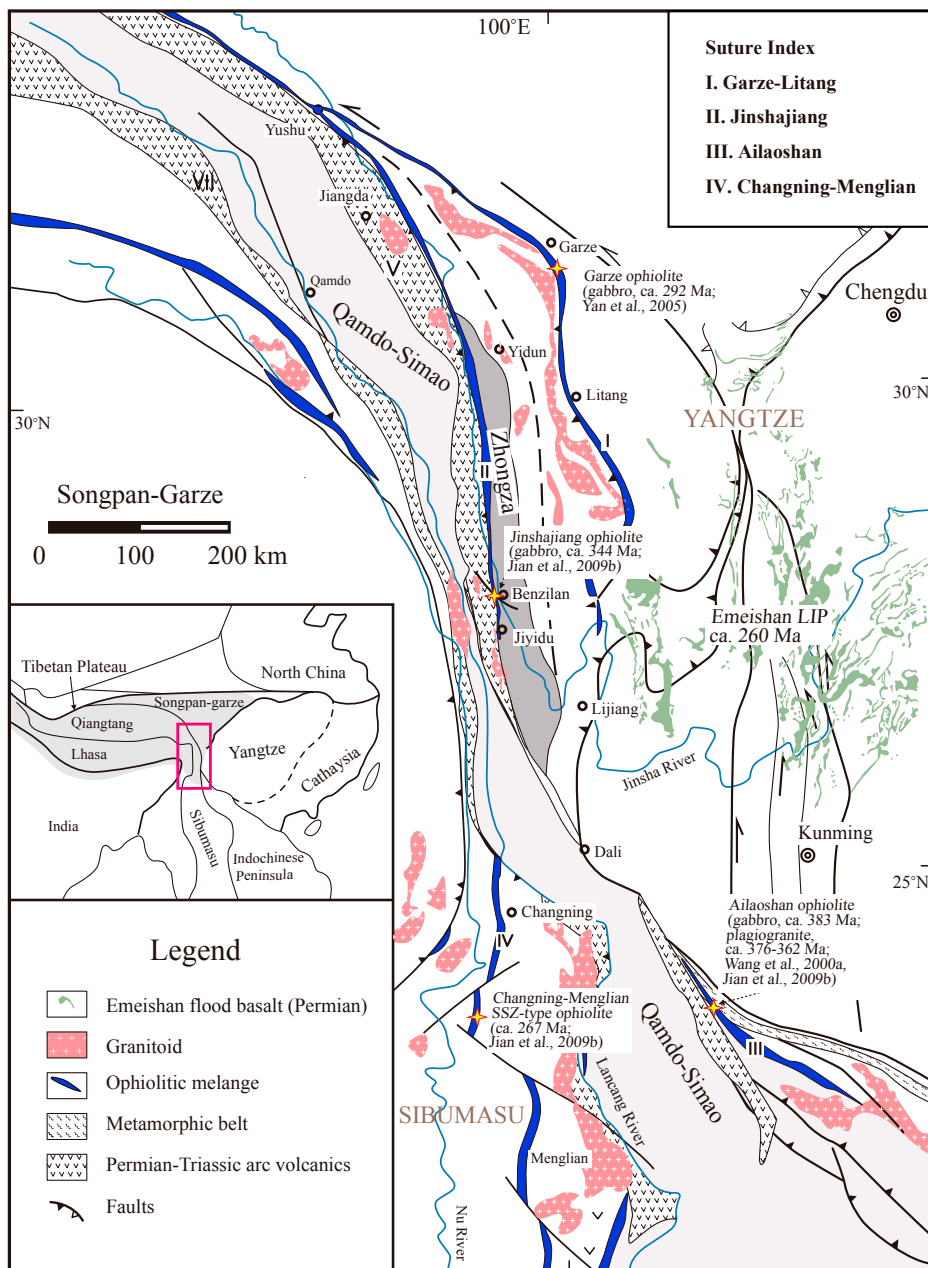 100°E
Suture Index
I. Garze-Litang
II. Jinshajiang
III. Ailaoshan
IV. Changning-Menglian
Yushu
VII
Jiangda
V
Qamdo
Qamdo-Simao
Garze
Garze ophiolite
(gabbro, ca. 292 Ma;
Yan et al., 2005)
Chengdu
Yidun
Litang
30°N
30°N
YANGTZE
I
II
Zhongza
Songpan-Garze
0 100 200 km
Jinshajiang ophiolite
(gabbro, ca. 344 Ma;
Jian et al., 2009b)
Benzilan
Jiyidu
Emeishan LIP
ca. 260 Ma
Lijiang
Jinsha River
Tibetan Plateau
North China
Songpan-garze
Qiangtang
Lhasa
Yangtze
Cathaysia
India
Sibumasu
Indochinese
Peninsula
Kunming
Dali
25°N
Changning
IV
Ailaoshan ophiolite
(gabbro, ca. 383 Ma;
plagiogranite,
ca. 376-362 Ma;
Wang et al., 2000a,
Jian et al., 2009b)
Changning-Menglian
SSZ-type ophiolite
(ca. 267 Ma;
Jian et al., 2009b)
III
Qamdo-Simao
Lancang River
SIBUMASU
Menglian
Nu River
Legend
Emeishan flood basalt (Permian)
Granitoid
Ophiolitic melange
Metamorphic belt
Permian-Triassic arc volcanics
Faults